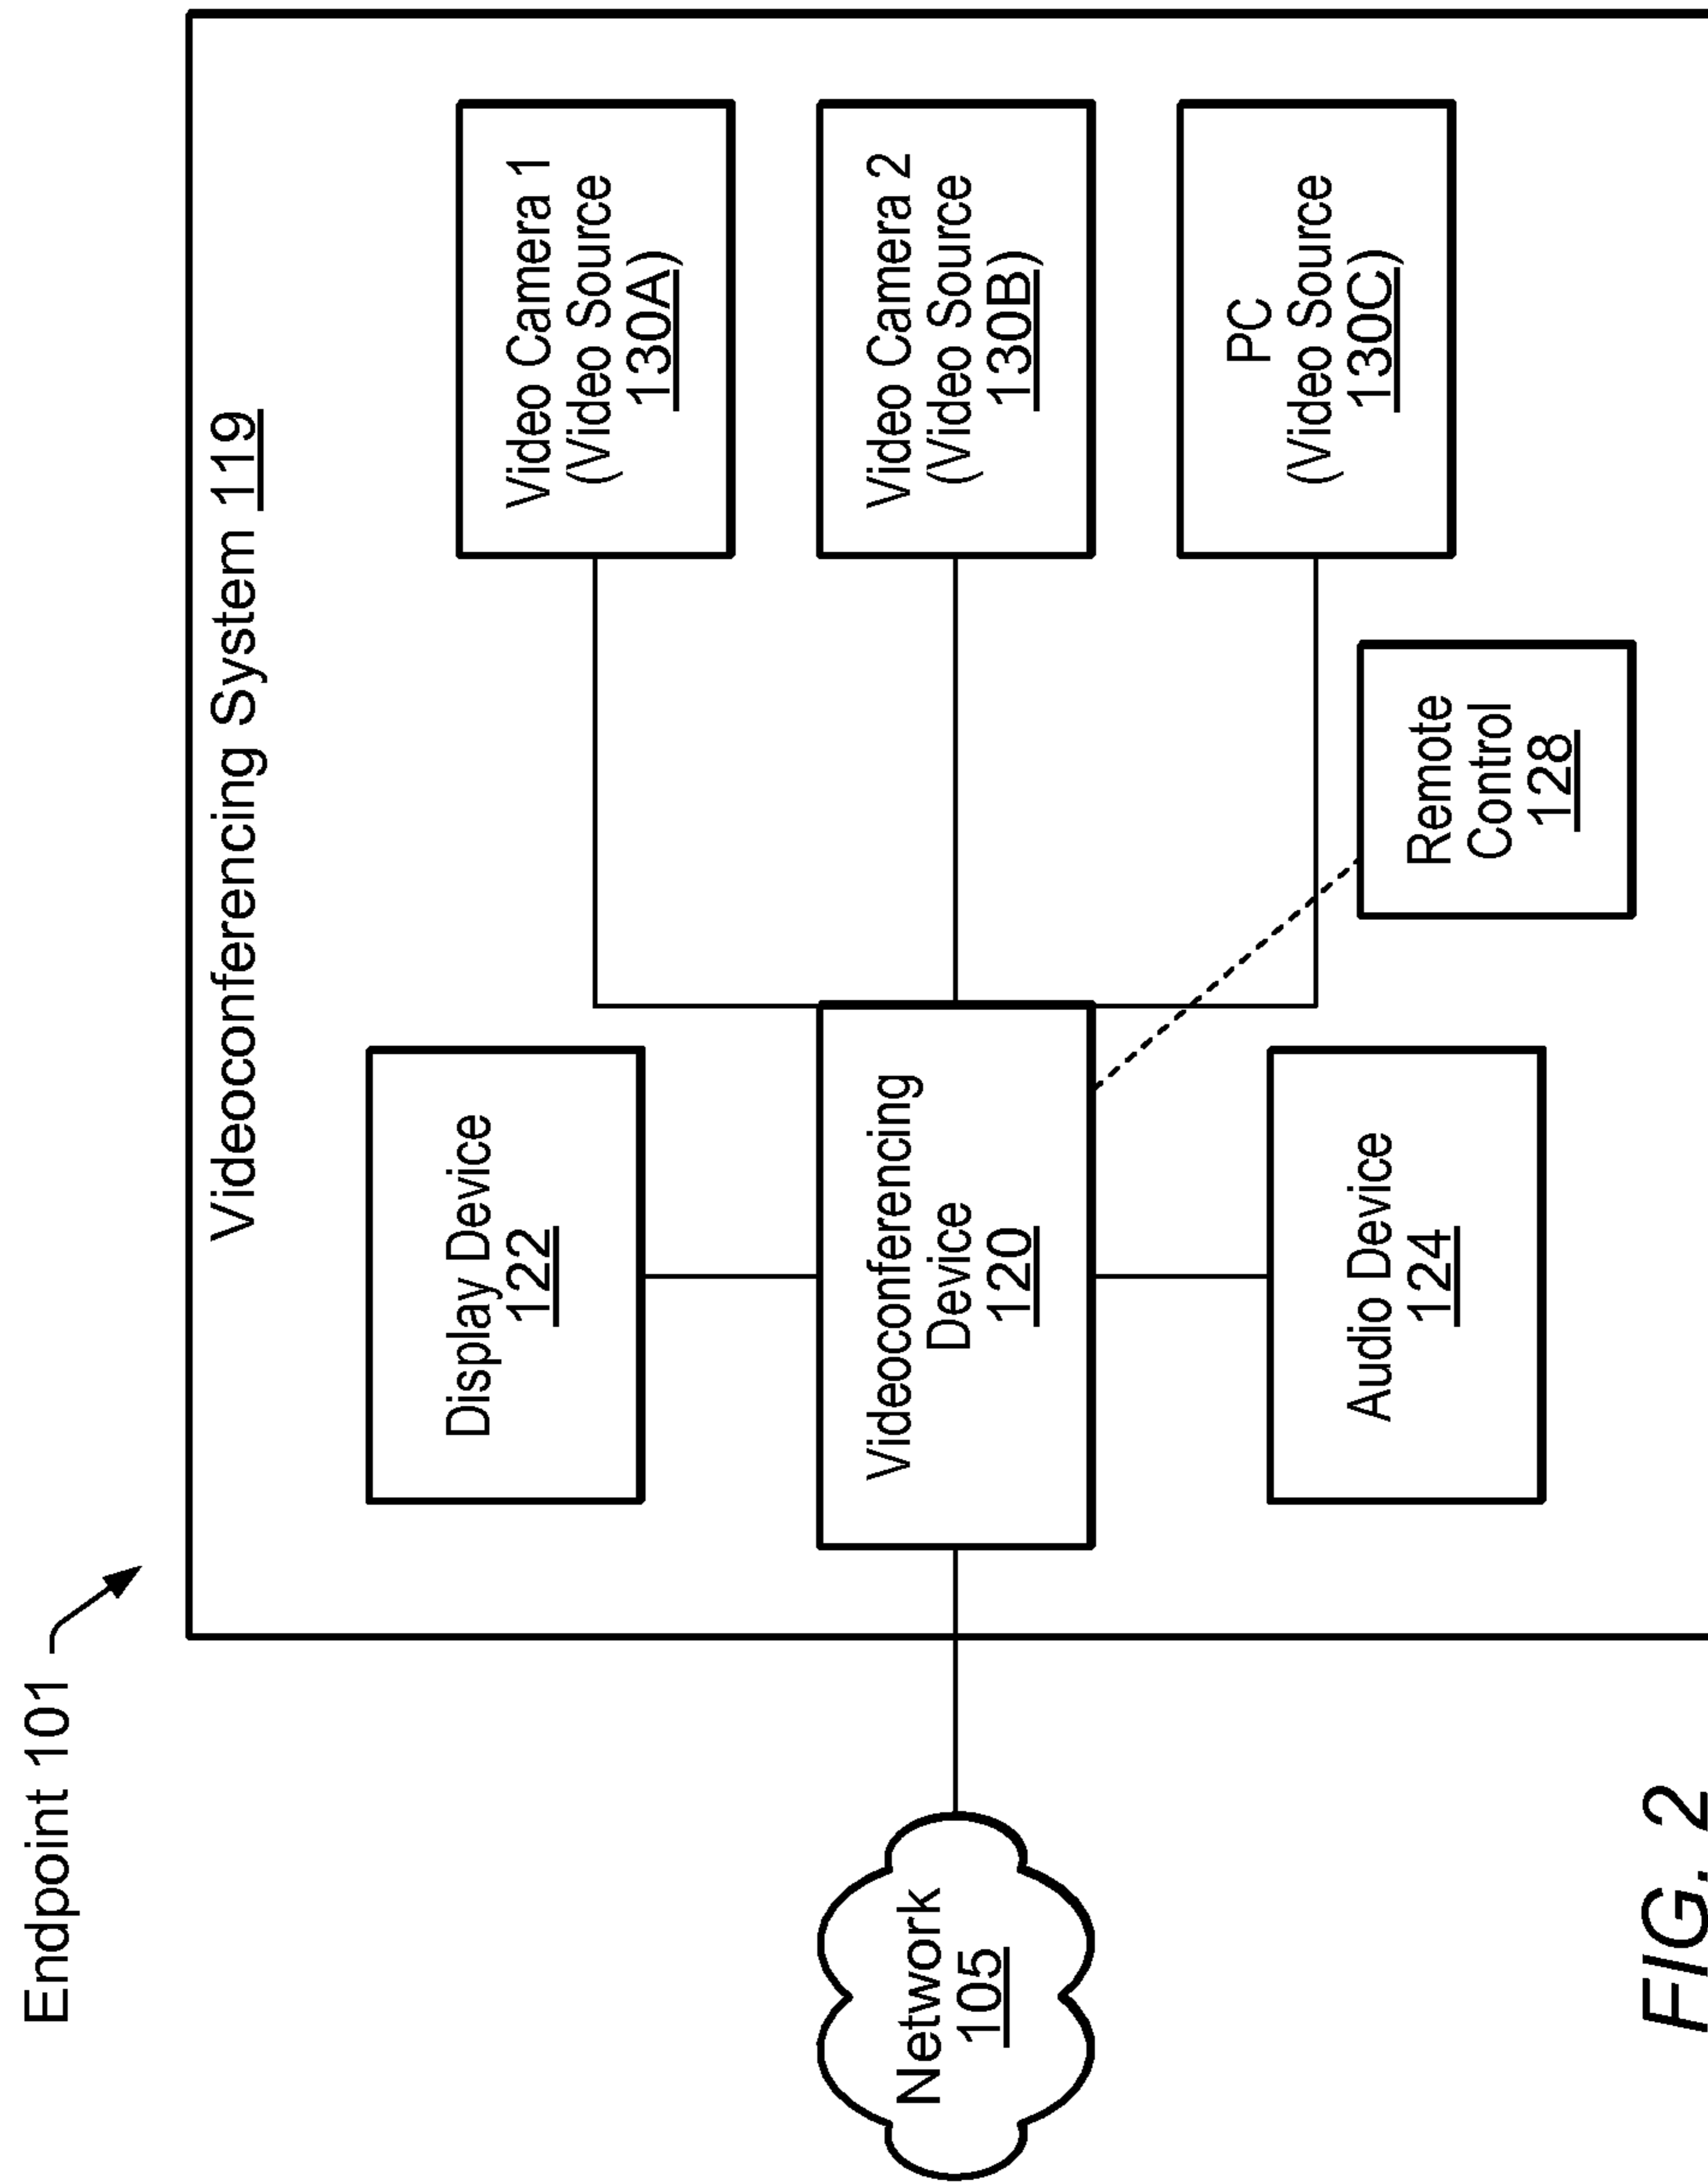 Endpoint 101
Videoconferencing System 119
Display Device
122
Video Camera 1
(Video Source
130A)
Network
105
Videoconferencing
Device
120
Video Camera 2
(Video Source
130B)
Audio Device
124
PC
(Video Source
130C)
Remote
Control
128
FIG. 2